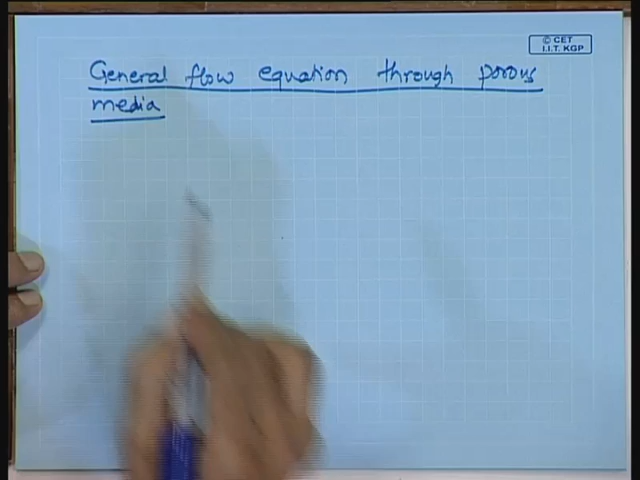 © CET
I.I.T. KGP
General flow equation through porous
media